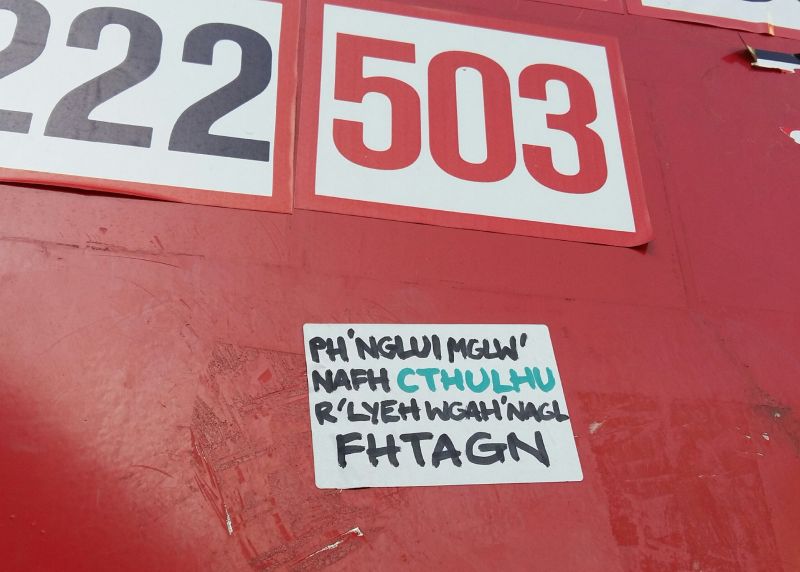 222 503
PH'NGLUI MGLW'
NAFH CTHULHU
R'LYEH WGAH'NAGL
FHTAGN